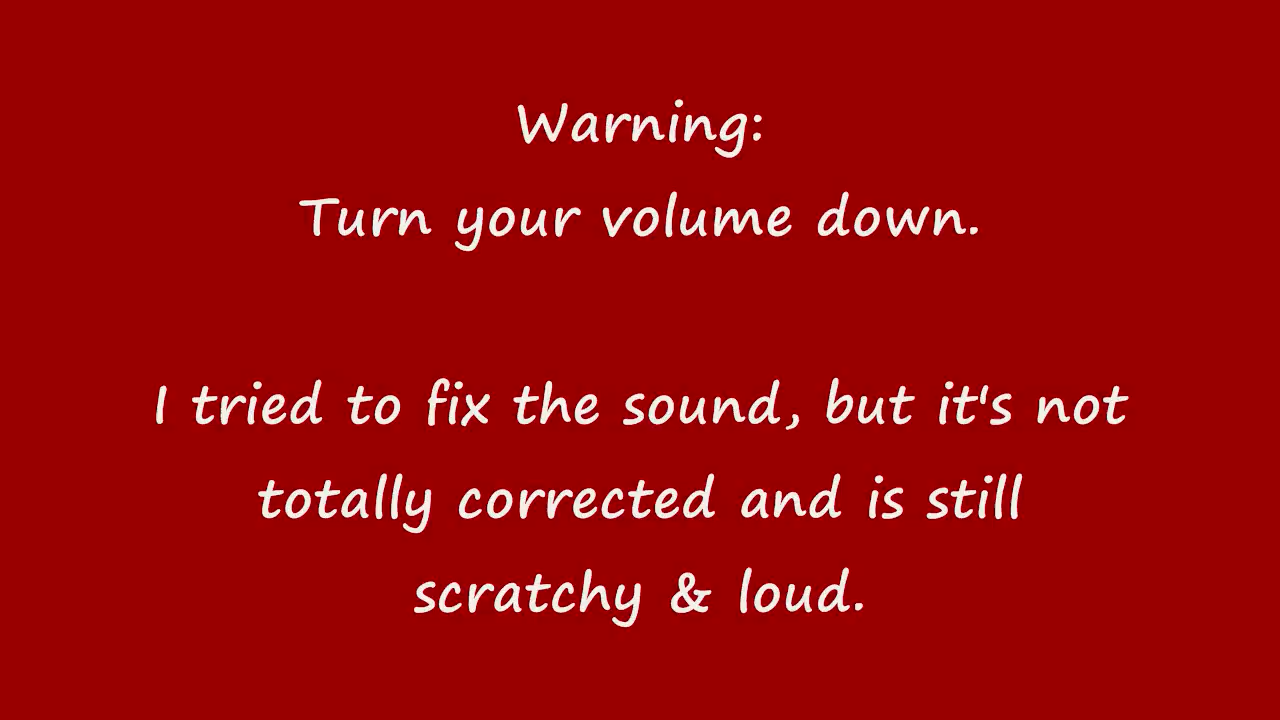 Warning:
Turn your volume down.
I tried to fix the sound, but it's not
totally corrected and is still
scratchy & loud.